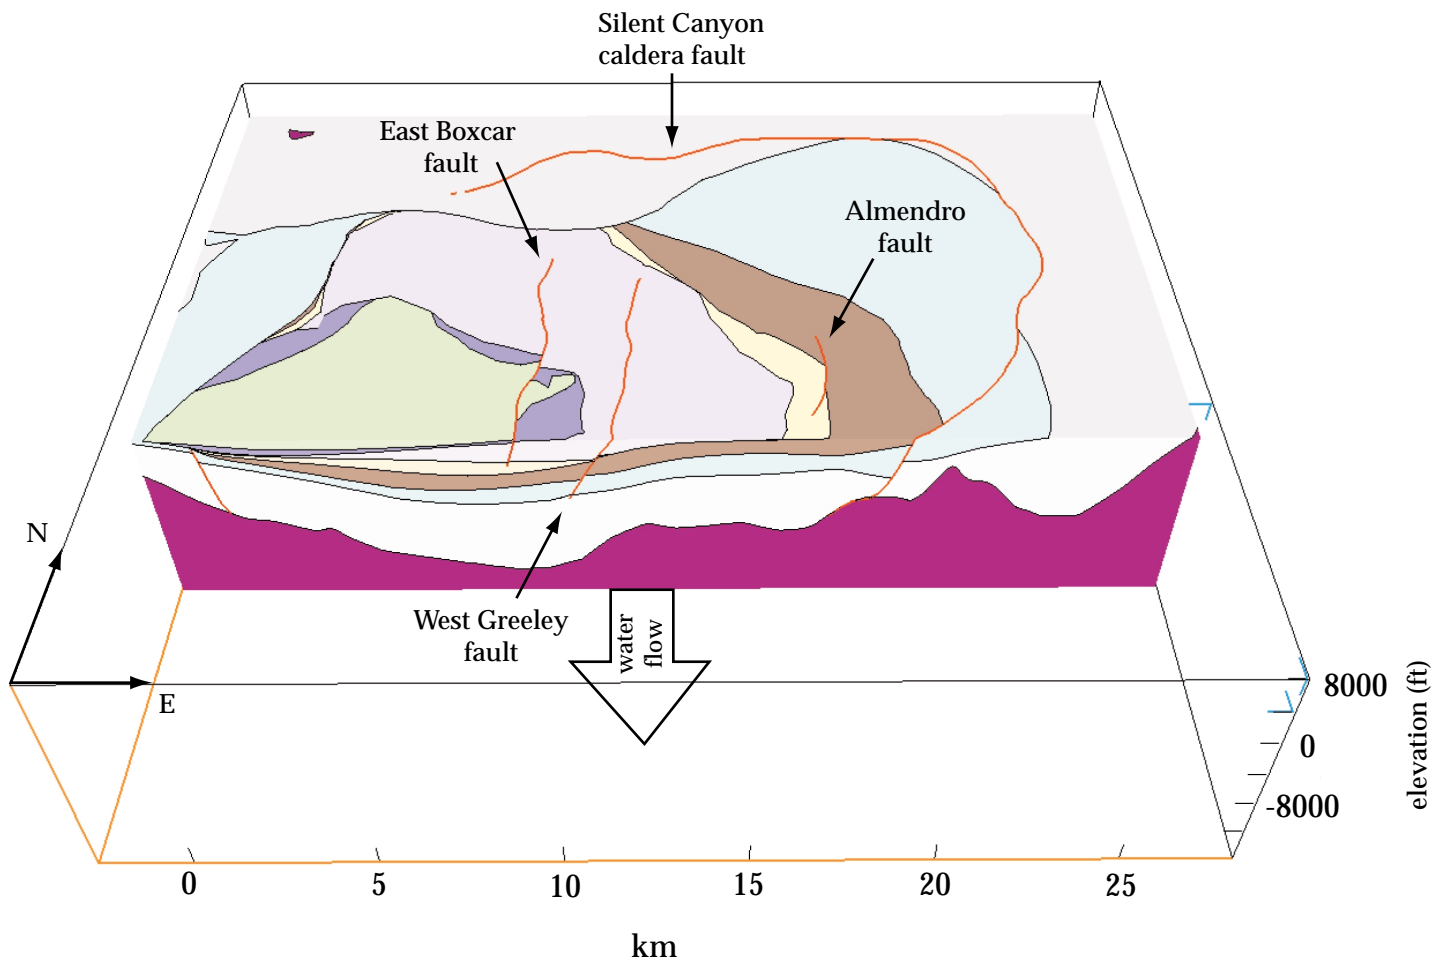 Silent Canyon
caldera fault
East Boxcar
fault
Almendro
fault
N
E
West Greeley
fault
water
flow
8000
0
-8000
elevation (ft)
0
5
10
15
20
25
km